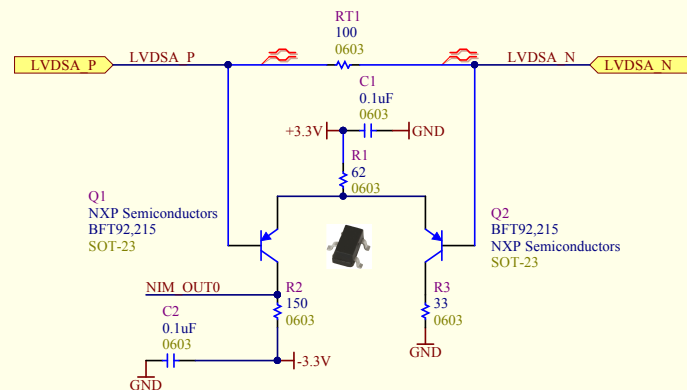 RT1
100
0603
LVDSA_P
LVDSA_P
LVDSA_N
LVDSA_N
C1
0.1uF
0603
+3.3V
GND
R1
62
0603
Q1
NXP Semiconductors
BFT92,215
SOT-23
Q2
BFT92,215
NXP Semiconductors
SOT-23
NIM_OUT0
R2
150
0603
R3
33
0603
C2
0.1uF
0603
GND
-3.3V
GND